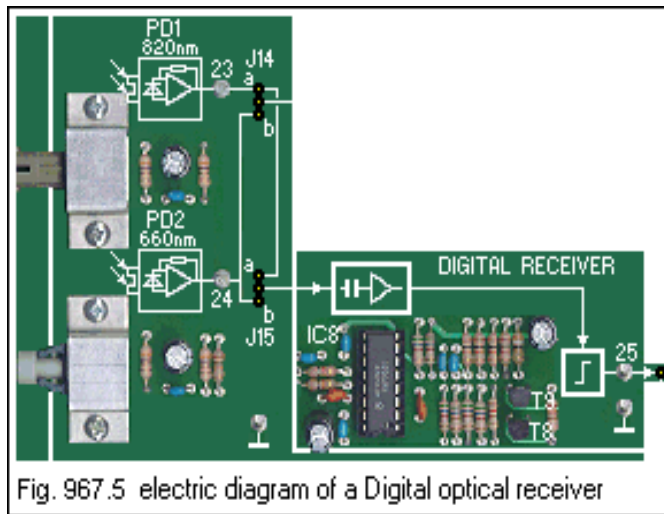 PD1
820nm
23
J14
a
b
PD2
660nm
24
a
b
J15
DIGITAL RECEIVER
IC8
25
T9
T8
Fig. 967.5 electric diagram of a Digital optical receiver